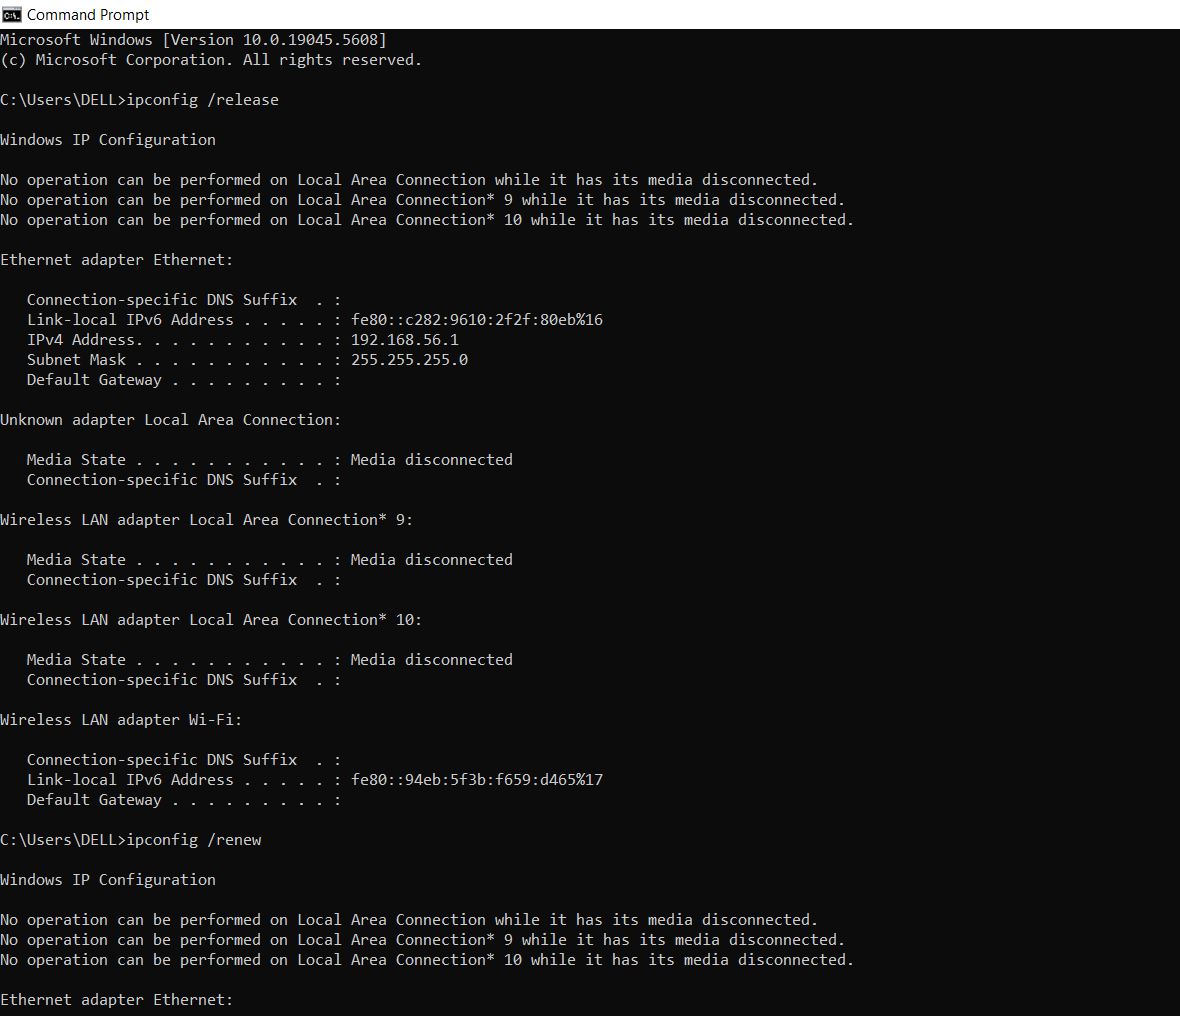 Command Prompt
Microsoft Windows [Version 10.0.19045.5608]
(c) Microsoft Corporation. All rights reserved.
C:\Users\DELL>ipconfig /release
Windows IP Configuration
No operation can be performed on Local Area Connection while it has its media disconnected.
No operation can be performed on Local Area Connection* 9 while it has its media disconnected.
No operation can be performed on Local Area Connection* 10 while it has its media disconnected.
Ethernet adapter Ethernet:
   Connection-specific DNS Suffix  . :
   Link-local IPv6 Address . . . . . : fe80::c282:9610:2f2f:80eb%16
   IPv4 Address. . . . . . . . . . . : 192.168.56.1
   Subnet Mask . . . . . . . . . . . : 255.255.255.0
   Default Gateway . . . . . . . . . :
Unknown adapter Local Area Connection:
   Media State . . . . . . . . . . . : Media disconnected
   Connection-specific DNS Suffix  . :
Wireless LAN adapter Local Area Connection* 9:
   Media State . . . . . . . . . . . : Media disconnected
   Connection-specific DNS Suffix  . :
Wireless LAN adapter Local Area Connection* 10:
   Media State . . . . . . . . . . . : Media disconnected
   Connection-specific DNS Suffix  . :
Wireless LAN adapter Wi-Fi:
   Connection-specific DNS Suffix  . :
   Link-local IPv6 Address . . . . . : fe80::94eb:5f3b:f659:d465%17
   Default Gateway . . . . . . . . . :
C:\Users\DELL>ipconfig /renew
Windows IP Configuration
No operation can be performed on Local Area Connection while it has its media disconnected.
No operation can be performed on Local Area Connection* 9 while it has its media disconnected.
No operation can be performed on Local Area Connection* 10 while it has its media disconnected.
Ethernet adapter Ethernet: